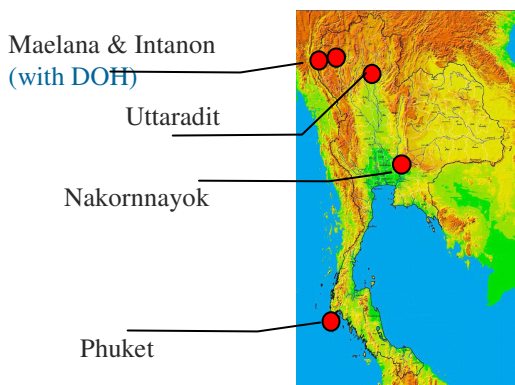 Maelana & Intanon
(with DOH)
Uttaradit
Nakornnayok
Phuket